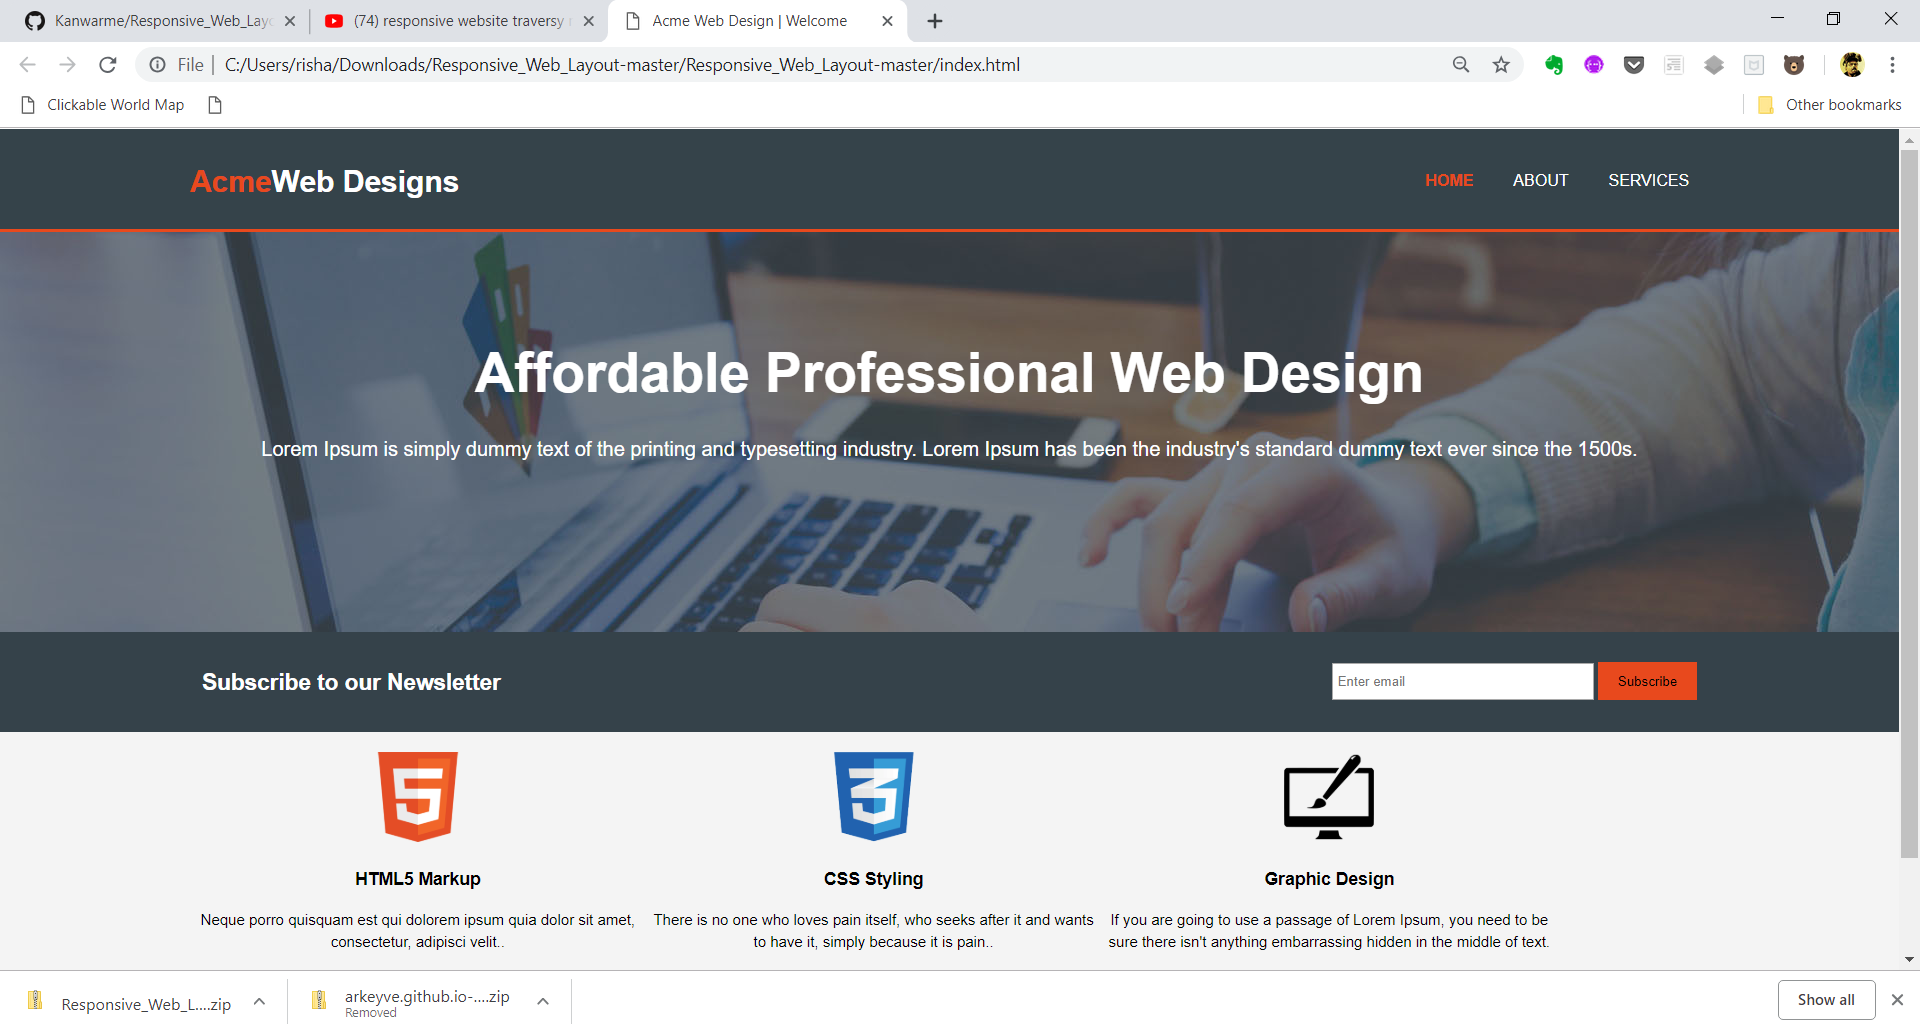 Kanwarme/Responsive_Web_Layo
(74) responsive website traversy
Acme Web Design | Welcome
File
C:/Users/risha/Downloads/Responsive_Web_Layout-master/Responsive_Web_Layout-master/index.html
Clickable World Map
Other bookmarks
AcmeWeb Designs
HOME
ABOUT
SERVICES
Affordable Professional Web Design
Lorem Ipsum is simply dummy text of the printing and typesetting industry. Lorem Ipsum has been the industry's standard dummy text ever since the 1500s.
Subscribe to our Newsletter
Enter email
Subscribe
HTML5 Markup
Neque porro quisquam est qui dolorem ipsum quia dolor sit amet,
consectetur, adipisci velit..
CSS Styling
There is no one who loves pain itself, who seeks after it and wants
to have it, simply because it is pain..
Graphic Design
If you are going to use a passage of Lorem Ipsum, you need to be
sure there isn't anything embarrassing hidden in the middle of text.
Responsive_Web_L....zip
arkeyve.github.io-....zip
Removed
Show all